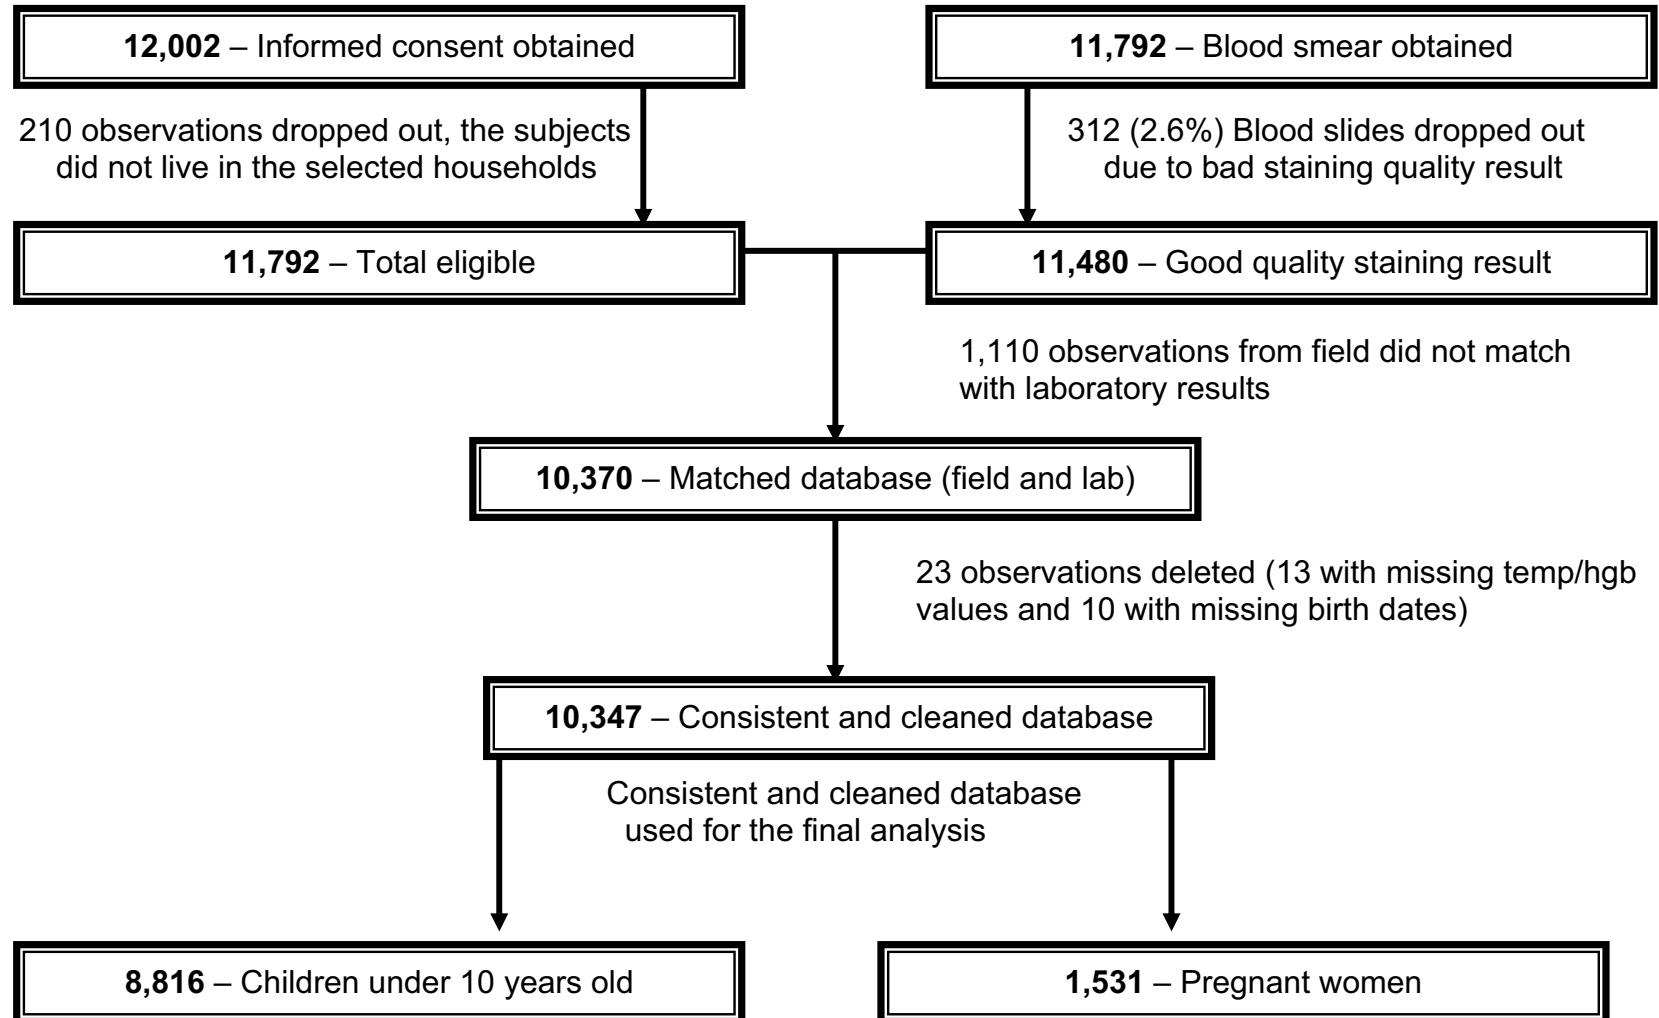 12,002 – Informed consent obtained
11,792 – Blood smear obtained
210 observations dropped out, the subjects
did not live in the selected households
312 (2.6%) Blood slides dropped out
due to bad staining quality result
11,792 – Total eligible
11,480 – Good quality staining result
1,110 observations from field did not match
with laboratory results
10,370 – Matched database (field and lab)
23 observations deleted (13 with missing temp/hgb
values and 10 with missing birth dates)
10,347 – Consistent and cleaned database
Consistent and cleaned database
used for the final analysis
8,816 – Children under 10 years old
1,531 – Pregnant women